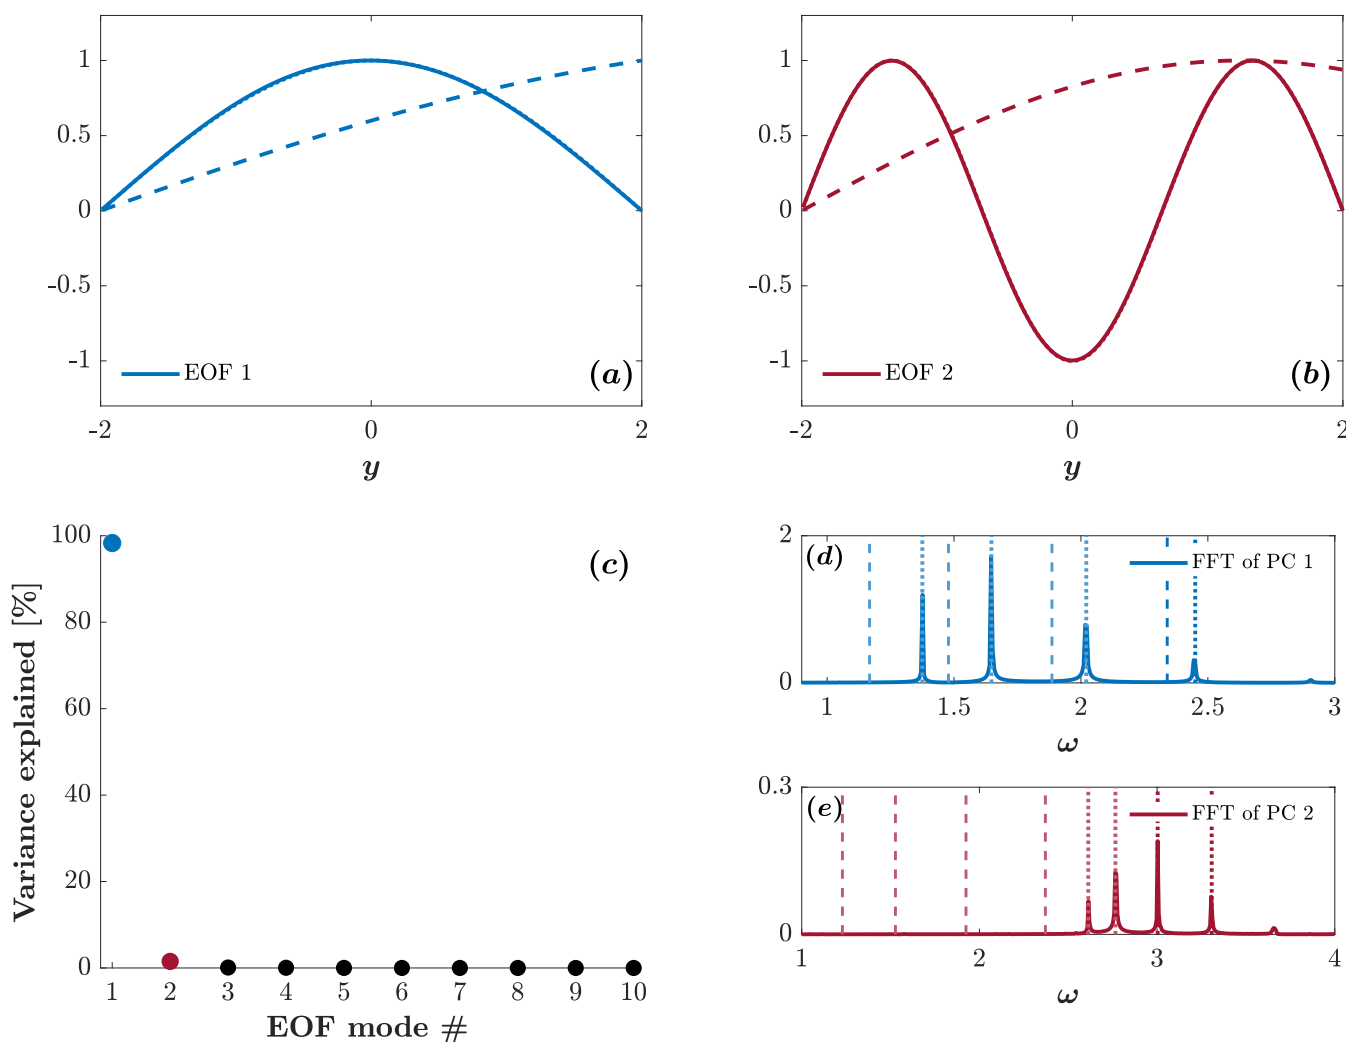 1
0.5
0
-0.5
-1
EOF 1
(a)
-2 0 2
y
1
0.5
0
-0.5
-1
EOF 2
(b)
-2 0 2
y
100
80
60
40
20
0
Variance explained [%]
(c)
1 2 3 4 5 6 7 8 9 10
EOF mode #
2
0
(d)
FFT of PC 1
1 1.5 2 2.5 3
ω
0.3
0
(e)
FFT of PC 2
1 2 3 4
ω